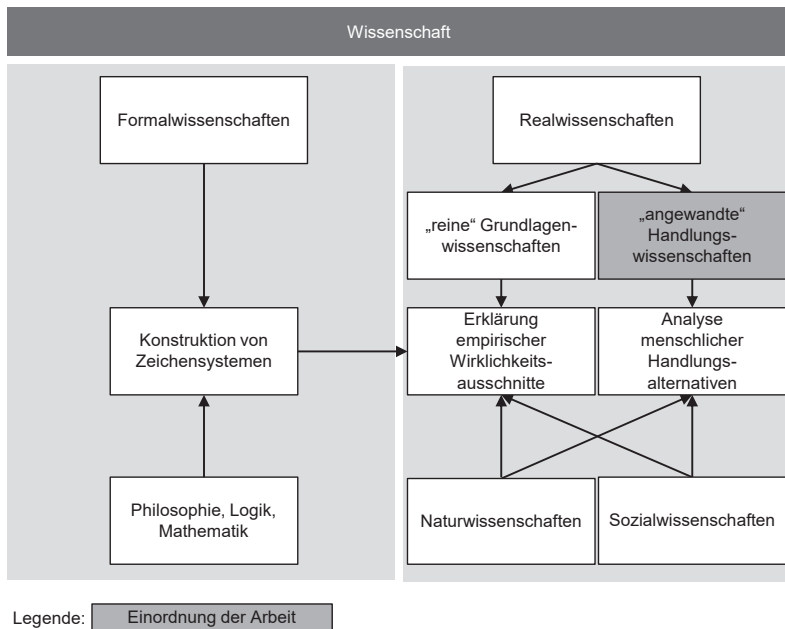 Wissenschaft
Formalwissenschaften
Realwissenschaften
„reine“ Grundlagen-
wissenschaften
„angewandte“
Handlungs-
wissenschaften
Konstruktion von
Zeichensystemen
Erklärung
empirischer
Wirklichkeits-
ausschnitte
Analyse
menschlicher
Handlungs-
alternativen
Philosophie, Logik,
Mathematik
Naturwissenschaften
Sozialwissenschaften
Legende: Einordnung der Arbeit